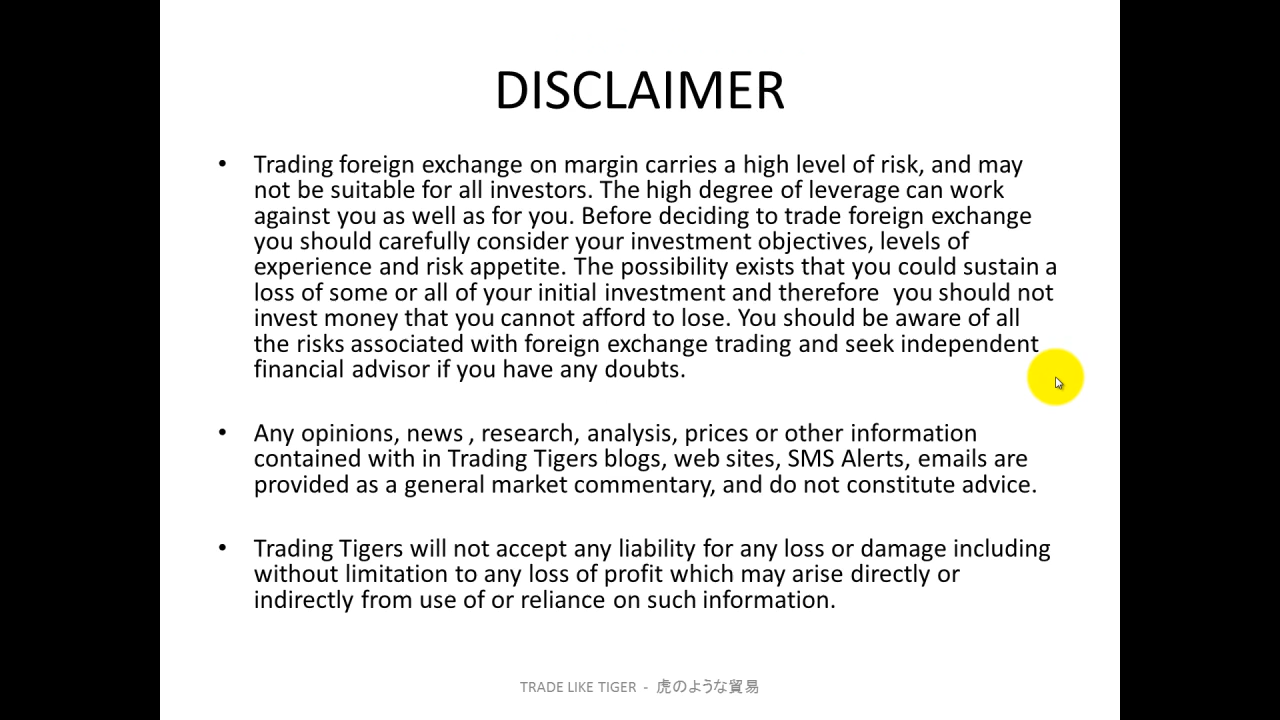 DISCLAIMER
• Trading foreign exchange on margin carries a high level of risk, and may
not be suitable for all investors. The high degree of leverage can work
against you as well as for you. Before deciding to trade foreign exchange
you should carefully consider your investment objectives, levels of
experience and risk appetite. The possibility exists that you could sustain a
loss of some or all of your initial investment and therefore  you should not
invest money that you cannot afford to lose. You should be aware of all
the risks associated with foreign exchange trading and seek independent
financial advisor if you have any doubts.
• Any opinions, news , research, analysis, prices or other information
contained with in Trading Tigers blogs, web sites, SMS Alerts, emails are
provided as a general market commentary, and do not constitute advice.
• Trading Tigers will not accept any liability for any loss or damage including
without limitation to any loss of profit which may arise directly or
indirectly from use of or reliance on such information.
TRADE LIKE TIGER - 虎のような貿易